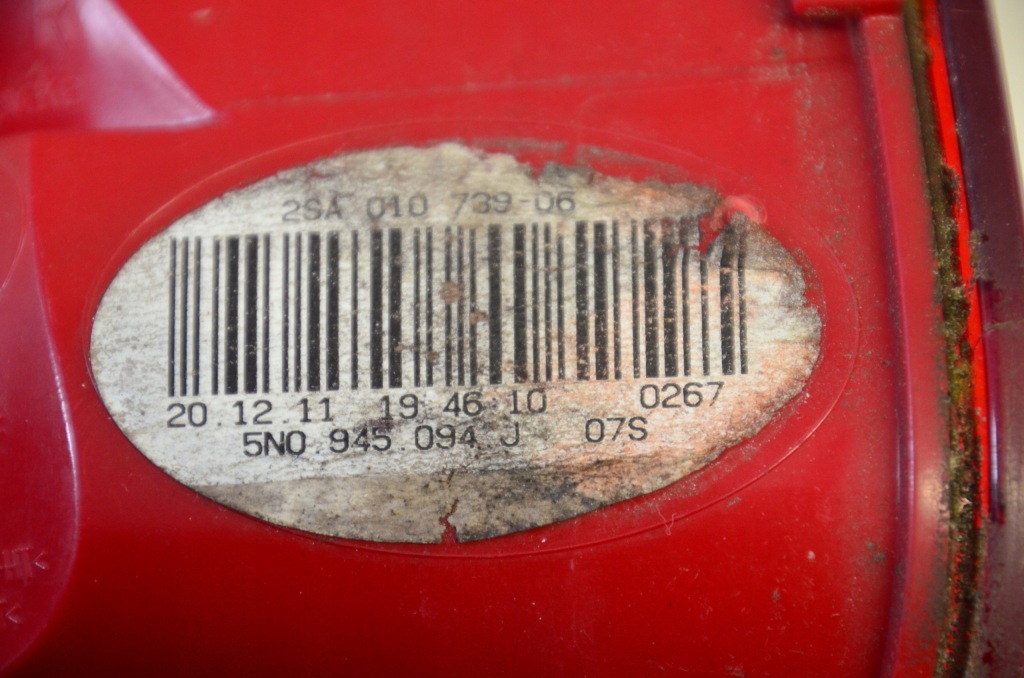 2SA 010 739-06
20.12.11 19 46 10 0267
5N0.945.094 J 07S